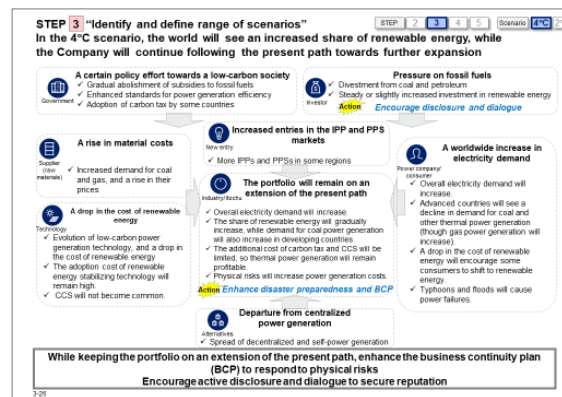 STEP 3 "Identify and define range of scenarios"
STEP 2 3 4 5
Scenario 4℃ 2℃
In the 4℃ scenario, the world will see an increased share of renewable energy, while
the Company will continue following the present path towards further expansion
A certain policy effort towards a low-carbon society
✓ Gradual abolishment of subsidies to fossil fuels
✓ Enhanced standards for power generation efficiency
✓ Adoption of carbon tax by some countries
Government
Pressure on fossil fuels
✓ Divestment from coal and petroleum
✓ Steady or slightly increased investment in renewable energy
Investor
Action Encourage disclosure and dialogue
A rise in material costs
Supplier
(raw
materials)
✓ Increased demand for coal
and gas, and a rise in their
prices
Increased entries in the IPP and PPS
markets
New entry
✓ More IPPs and PPSs in some regions
A worldwide increase in
electricity demand
Power company/
consumer
✓ Overall electricity demand will
increase.
✓ Advanced countries will see a
decline in demand for coal and
other thermal power generation
(though gas power generation will
increase).
✓ A drop in the cost of renewable
energy will encourage some
consumers to shift to renewable
energy.
✓ Typhoons and floods will cause
power failures.
A drop in the cost of renewable
energy
Technology
✓ Evolution of low-carbon power
generation technology, and a drop in
the cost of renewable energy
✓ The adoption cost of renewable
energy stabilizing technology will
remain high.
✓ CCS will not become common.
The portfolio will remain on an
extension of the present path
Industry/Itochu
✓ Overall electricity demand will increase.
✓ The share of renewable energy will gradually
increase, while demand for coal power generation
will also increase in developing countries.
✓ The additional cost of carbon tax and CCS will be
limited, so thermal power generation will remain
profitable.
✓ Physical risks will increase power generation costs.
Action Enhance disaster preparedness and BCP
Departure from centralized
power generation
Alternatives
✓ Spread of decentralized and self-power generation
While keeping the portfolio on an extension of the present path, enhance the business continuity plan
(BCP) to respond to physical risks
Encourage active disclosure and dialogue to secure reputation
3-26